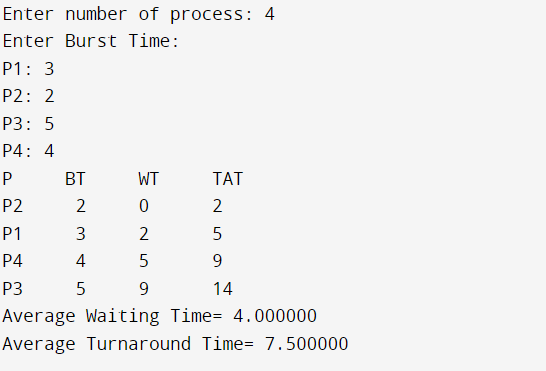 Enter number of process: 4
Enter Burst Time:
P1: 3
P2: 2
P3: 5
P4: 4
P BT WT TAT
P2 2 0 2
P1 3 2 5
P4 4 5 9
P3 5 9 14
Average Waiting Time= 4.000000
Average Turnaround Time= 7.500000